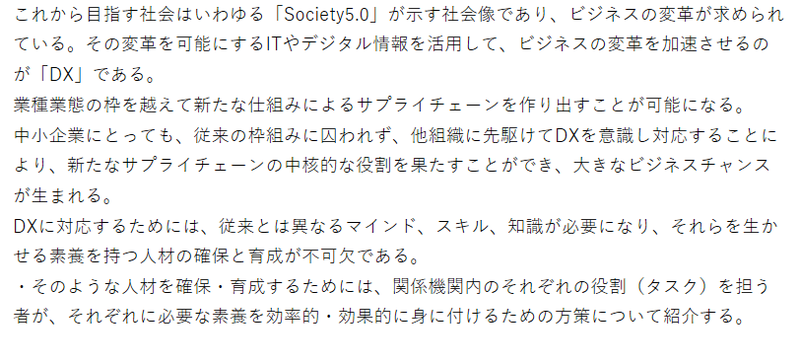 これから目指す社会はいわゆる「Society5.0」が示す社会像であり、ビジネスの変革が求められ
ている。その変革を可能にするITやデジタル情報を活用して、ビジネスの変革を加速させるの
が「DX」である。
業種業態の枠を越えて新たな仕組みによるサプライチェーンを作り出すことが可能になる。
中小企業にとっても、従来の枠組みに囚われず、他組織に先駆けてDXを意識し対応することに
より、新たなサプライチェーンの中核的な役割を果たすことができ、大きなビジネスチャンス
が生まれる。
DXに対応するためには、従来とは異なるマインド、スキル、知識が必要になり、それらを生か
せる素養を持つ人材の確保と育成が不可欠である。
・そのような人材を確保・育成するためには、関係機関内のそれぞれの役割（タスク）を担う
者が、それぞれに必要な素養を効率的・効果的に身に付けるための方策について紹介する。